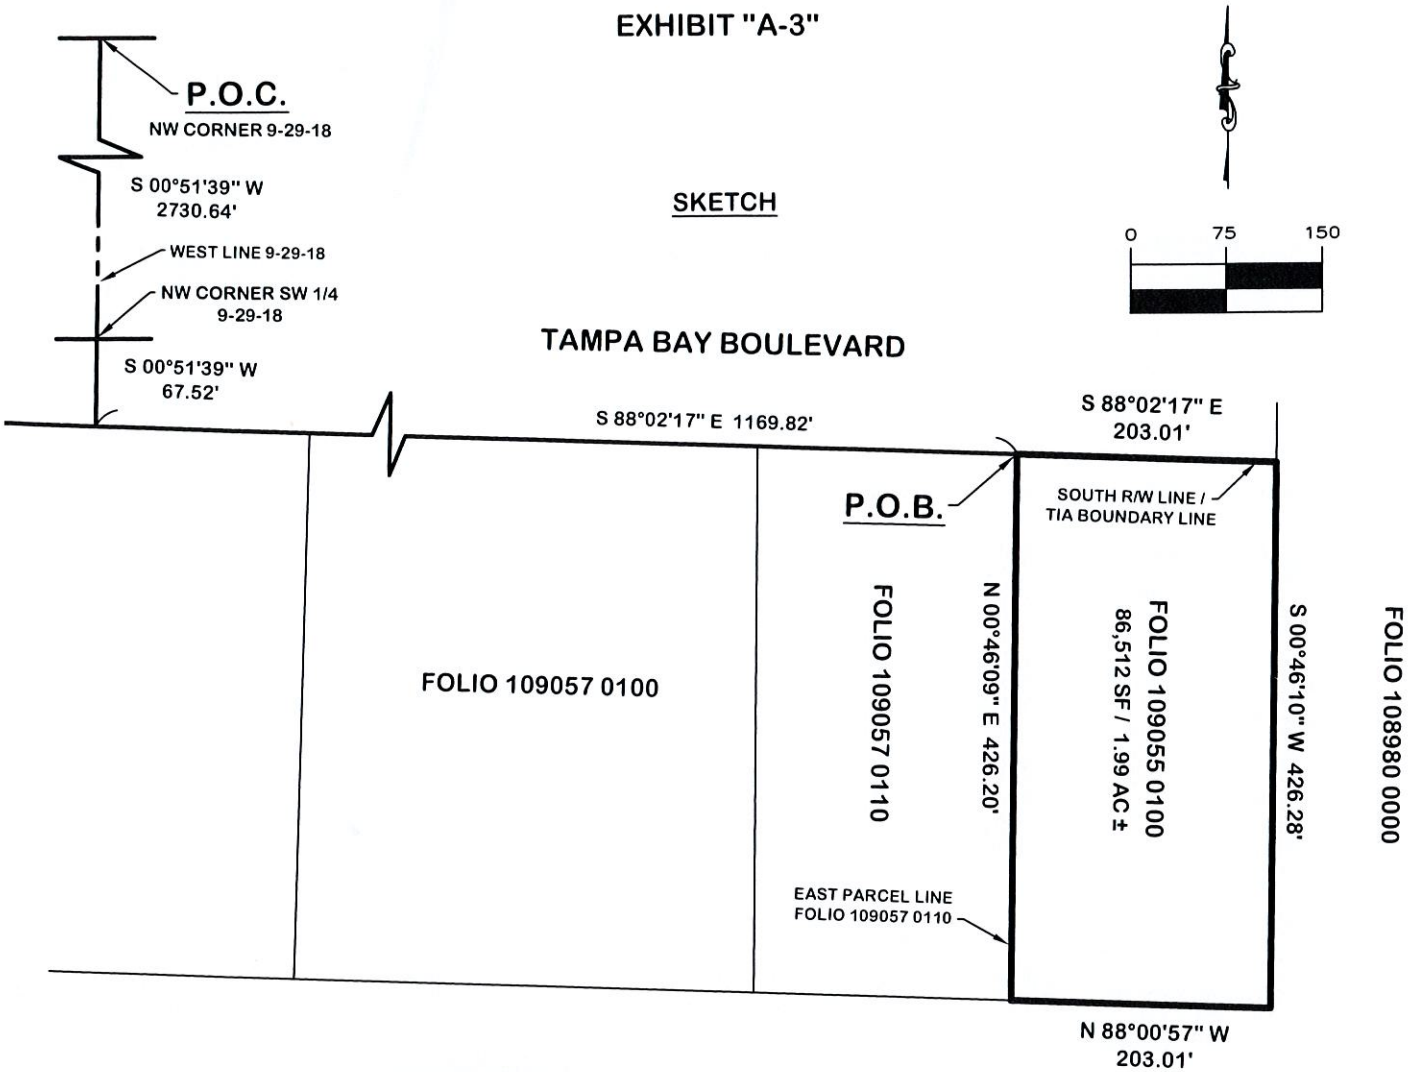 EXHIBIT "A-3"
P.O.C.
NW CORNER 9-29-18
S 00°51'39" W
2730.64'
WEST LINE 9-29-18
NW CORNER SW 1/4
9-29-18
S 00°51'39" W
67.52'
SKETCH
0 75 150
TAMPA BAY BOULEVARD
S 88°02'17" E 1169.82'
S 88°02'17" E
203.01'
P.O.B.
SOUTH R/W LINE /
TIA BOUNDARY LINE
FOLIO 109057 0100
FOLIO 109057 0110
N 00°46'09" E 426.20'
FOLIO 109055 0100
86,512 SF / 1.99 AC ±
S 00°46'10" W 426.28'
FOLIO 108980 0000
EAST PARCEL LINE
FOLIO 109057 0110
N 88°00'57" W
203.01'